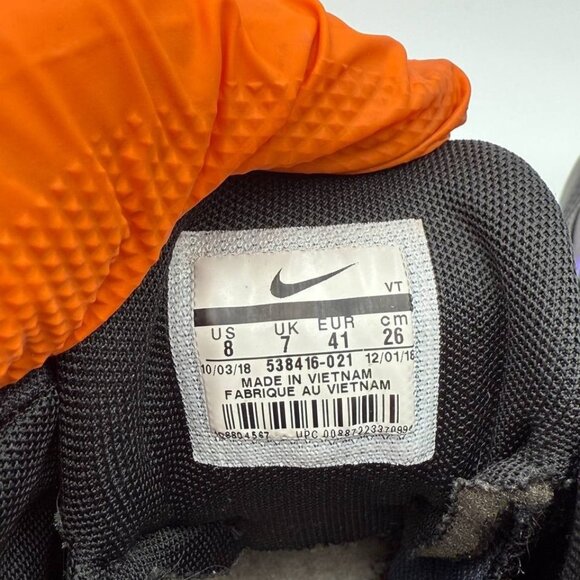 VT
US UK EUR cm
8 7 41 26
10/03/18 538416-021 12/01/18
MADE IN VIETNAM
FABRIQUE AU VIETNAM
UPC